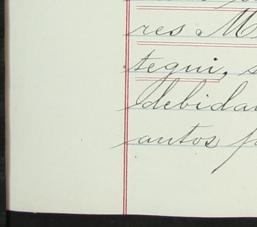 res M
tegui, s
debida
autos p